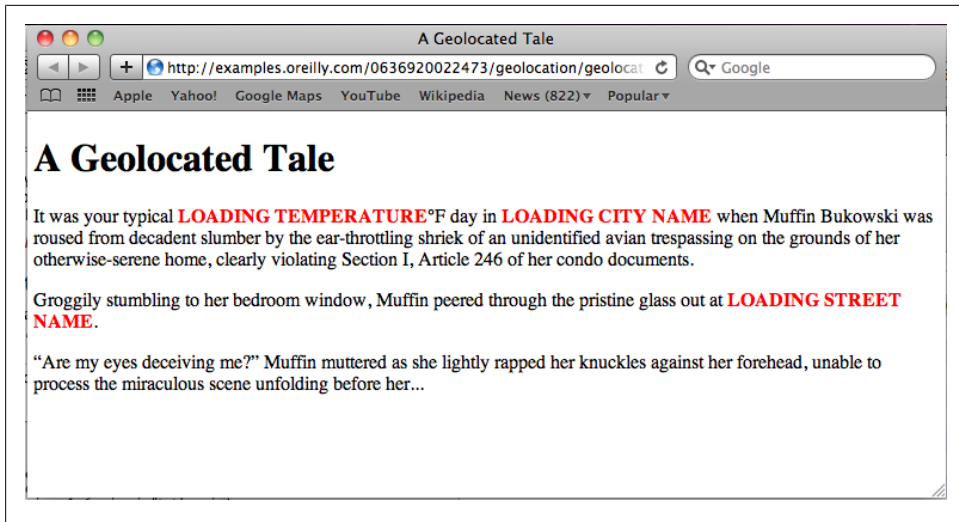 A Geolocated Tale
+ http://examples.oreilly.com/0636920022473/geolocation/geolocat Google
Apple Yahoo! Google Maps YouTube Wikipedia News (822) Popular
A Geolocated Tale
It was your typical LOADING TEMPERATURE°F day in LOADING CITY NAME when Muffin Bukowski was
roused from decadent slumber by the ear-throttling shriek of an unidentified avian trespassing on the grounds of her
otherwise-serene home, clearly violating Section I, Article 246 of her condo documents.
Groggily stumbling to her bedroom window, Muffin peered through the pristine glass out at LOADING STREET
NAME.
“Are my eyes deceiving me?” Muffin muttered as she lightly rapped her knuckles against her forehead, unable to
process the miraculous scene unfolding before her...